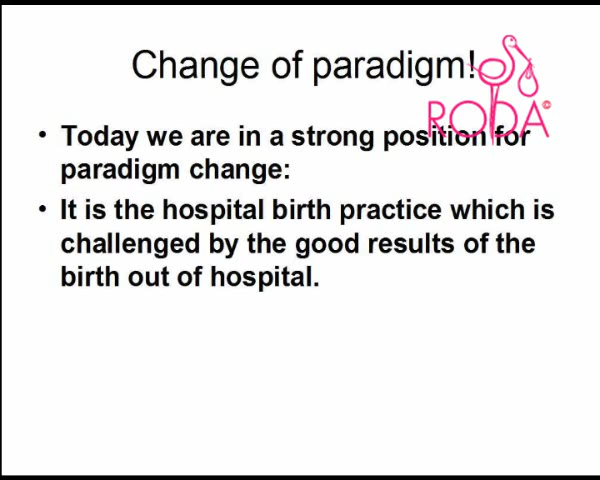 Change of paradigm!
RODA©
• Today we are in a strong position for
paradigm change:
• It is the hospital birth practice which is
challenged by the good results of the
birth out of hospital.